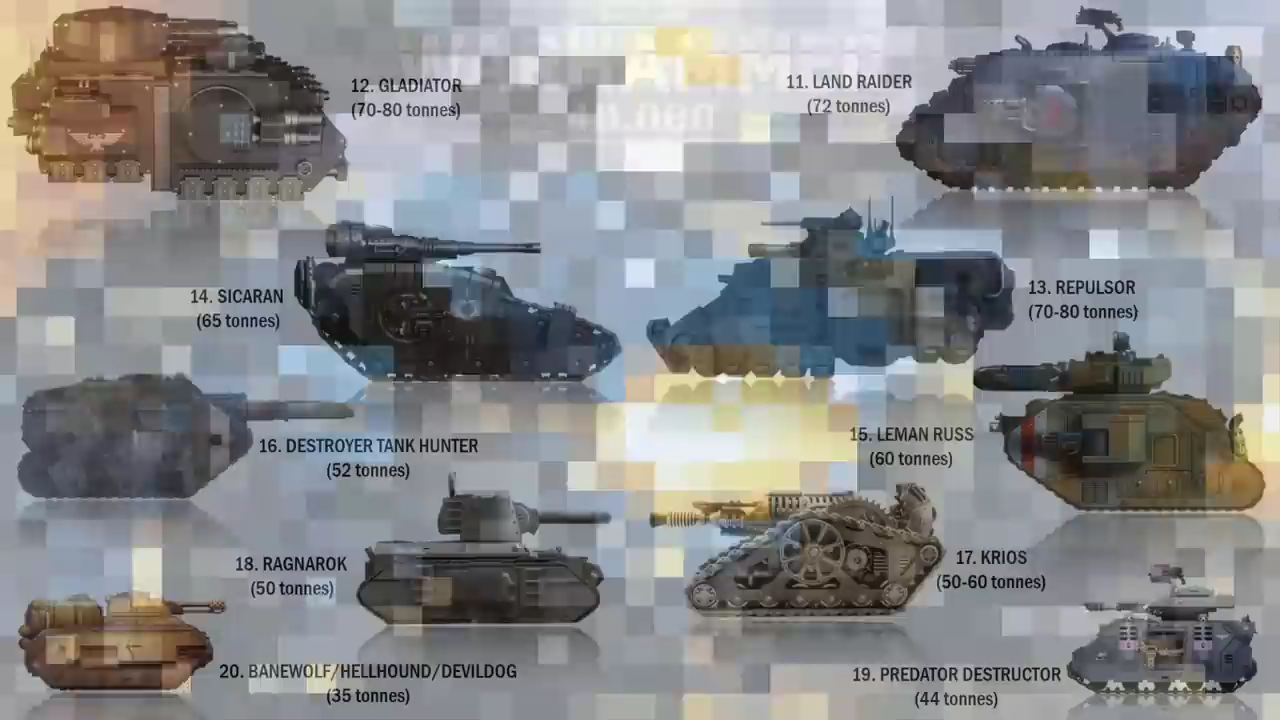 12. GLADIATOR
(70-80 tonnes)
11. LAND RAIDER
(72 tonnes)
14. SICARAN
(65 tonnes)
13. REPULSOR
(70-80 tonnes)
16. DESTROYER TANK HUNTER
(52 tonnes)
15. LEMAN RUSS
(60 tonnes)
18. RAGNAROK
(50 tonnes)
17. KRIOS
(50-60 tonnes)
20. BANEWOLF/HELLHOUND/DEVILDOG
(35 tonnes)
19. PREDATOR DESTRUCTOR
(44 tonnes)